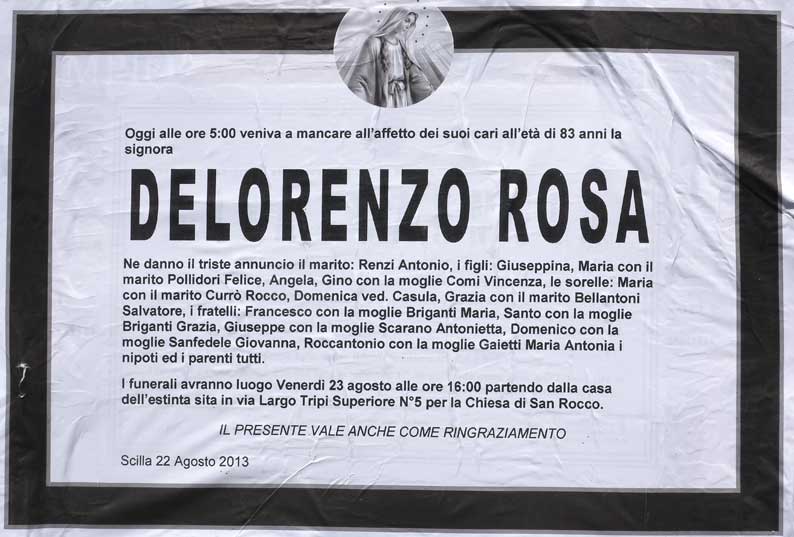 Oggi alle ore 5:00 veniva a mancare all'affetto dei suoi cari all'età di 83 anni la
signora
DELORENZO ROSA
Ne danno il triste annuncio il marito: Renzi Antonio, i figli: Giuseppina, Maria con il
marito Pollidori Felice, Angela, Gino con la moglie Comi Vincenza, le sorelle: Maria
con il marito Currò Rocco, Domenica ved. Casula, Grazia con il marito Bellantoni
Salvatore, i fratelli: Francesco con la moglie Briganti Maria, Santo con la moglie
Briganti Grazia, Giuseppe con la moglie Scarano Antonietta, Domenico con la
moglie Sanfedele Giovanna, Roccantonio con la moglie Gaietti Maria Antonia i
nipoti ed i parenti tutti.
I funerali avranno luogo Venerdì 23 agosto alle ore 16:00 partendo dalla casa
dell'estinta sita in via Largo Tripi Superiore N°5 per la Chiesa di San Rocco.
IL PRESENTE VALE ANCHE COME RINGRAZIAMENTO
Scilla 22 Agosto 2013